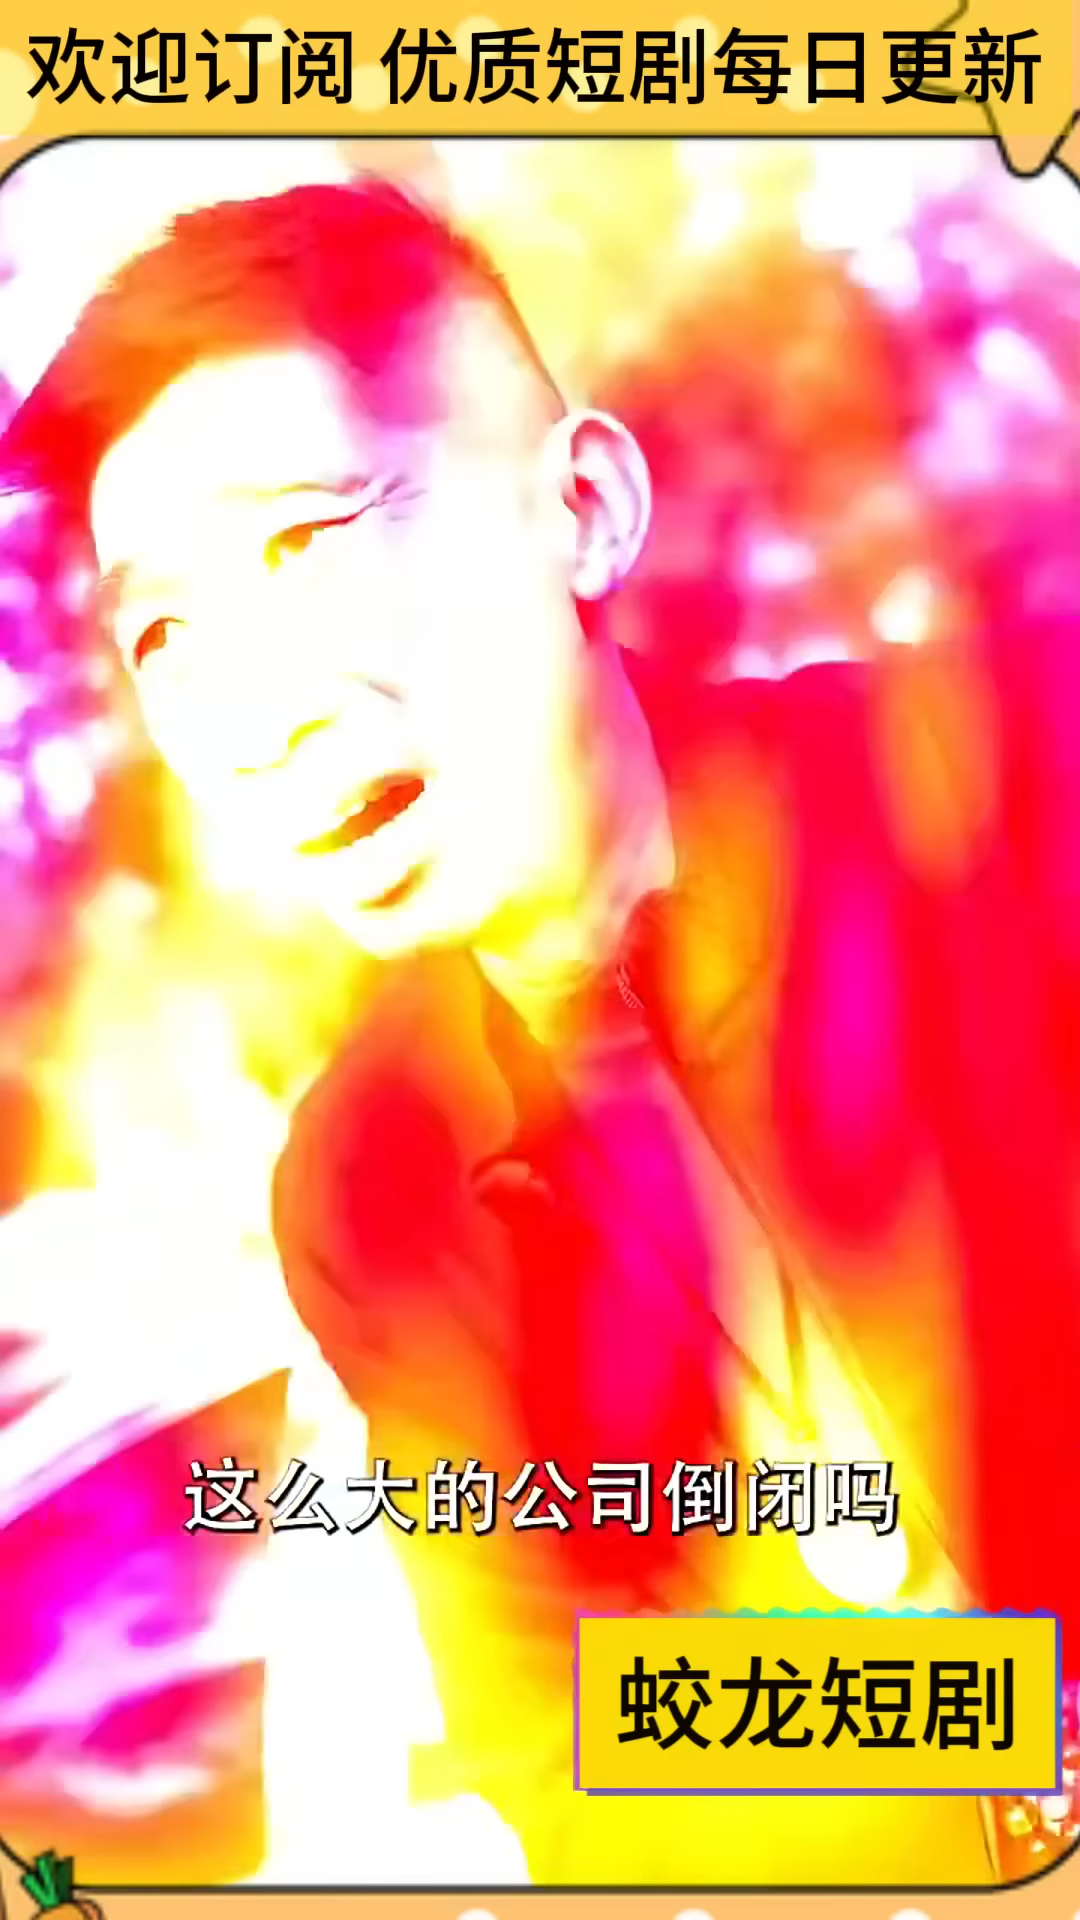 欢迎订阅 优质短剧每日更新
这么大的公司倒闭吗
蛟龙短剧